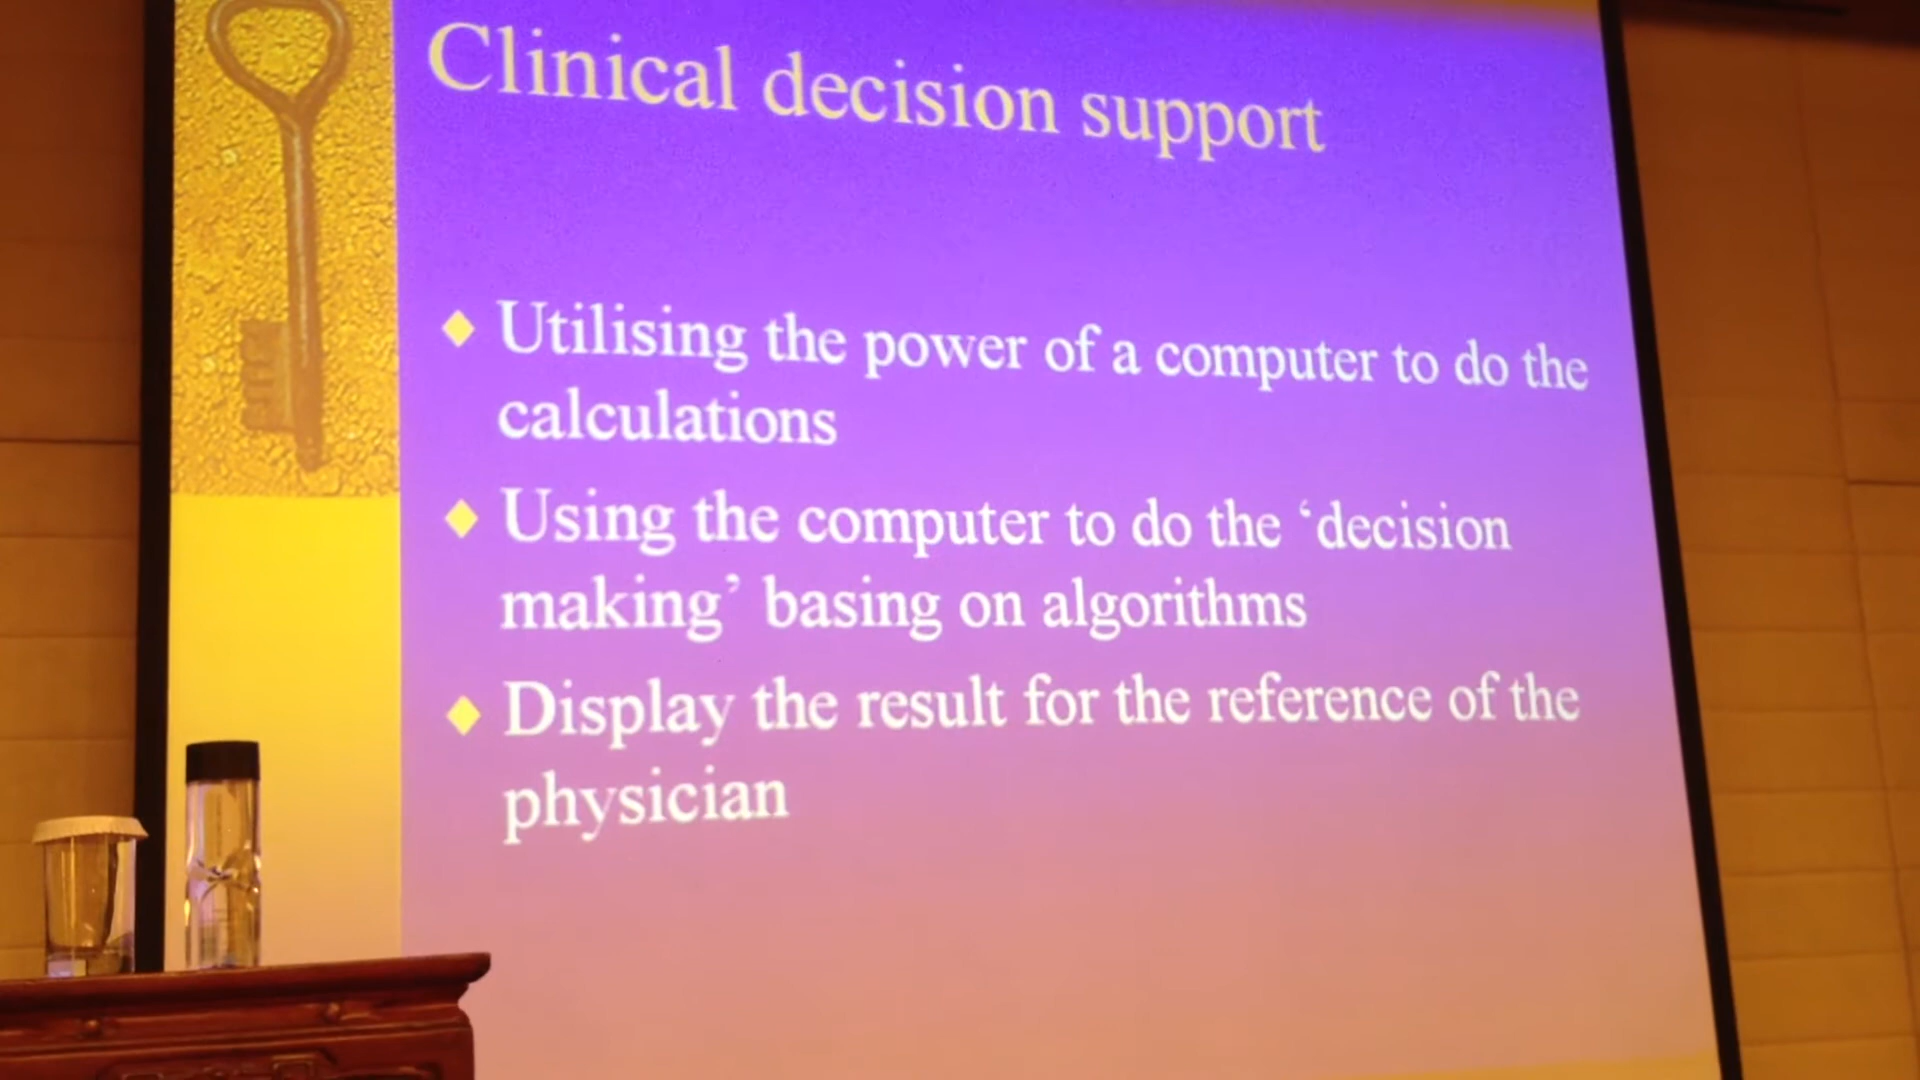 Clinical decision support
Utilising the power of a computer to do the
calculations
Using the computer to do the ‘decision
making’ basing on algorithms
Display the result for the reference of the
physician